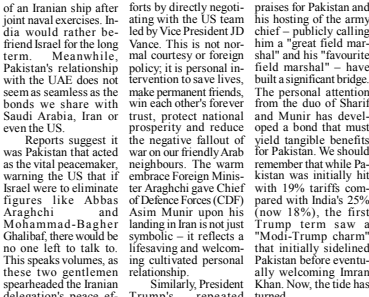 of an Iranian ship after
joint naval exercises. In-
dia would rather be-
friend Israel for the long
term. Meanwhile,
Pakistan's relationship
with the UAE does not
seem as seamless as the
bonds we share with
Saudi Arabia, Iran or
even the US.
Reports suggest it
was Pakistan that acted
as the vital peacemaker,
warning the US that if
Israel were to eliminate
figures like Abbas
Araghchi and
Mohammad-Bagher
Ghalibaf, there would be
no one left to talk to.
This speaks volumes, as
these two gentlemen
spearheaded the Iranian
delegation's peace ef-
forts by directly negoti-
ating with the US team
led by Vice President JD
Vance. This is not nor-
mal courtesy or foreign
policy; it is personal in-
tervention to save lives,
make permanent friends,
win each other's forever
trust, protect national
prosperity and reduce
the negative fallout of
war on our friendly Arab
neighbours. The warm
embrace Foreign Minis-
ter Araghchi gave Chief
of Defence Forces (CDF)
Asim Munir upon his
landing in Iran is not just
symbolic – it reflects a
lifesaving and welcom-
ing cultivated personal
relationship.
Similarly, President
Trump's repeated
praises for Pakistan and
his hosting of the army
chief – publicly calling
him a "great field mar-
shal" and his "favourite
field marshal" – have
built a significant bridge.
The personal attention
from the duo of Sharif
and Munir has devel-
oped a bond that must
yield tangible benefits
for Pakistan. We should
remember that while Pa-
kistan was initially hit
with 19% tariffs com-
pared with India's 25%
(now 18%), the first
Trump term saw a
"Modi-Trump charm"
that initially sidelined
Pakistan before eventu-
ally welcoming Imran
Khan. Now, the tide has
turned